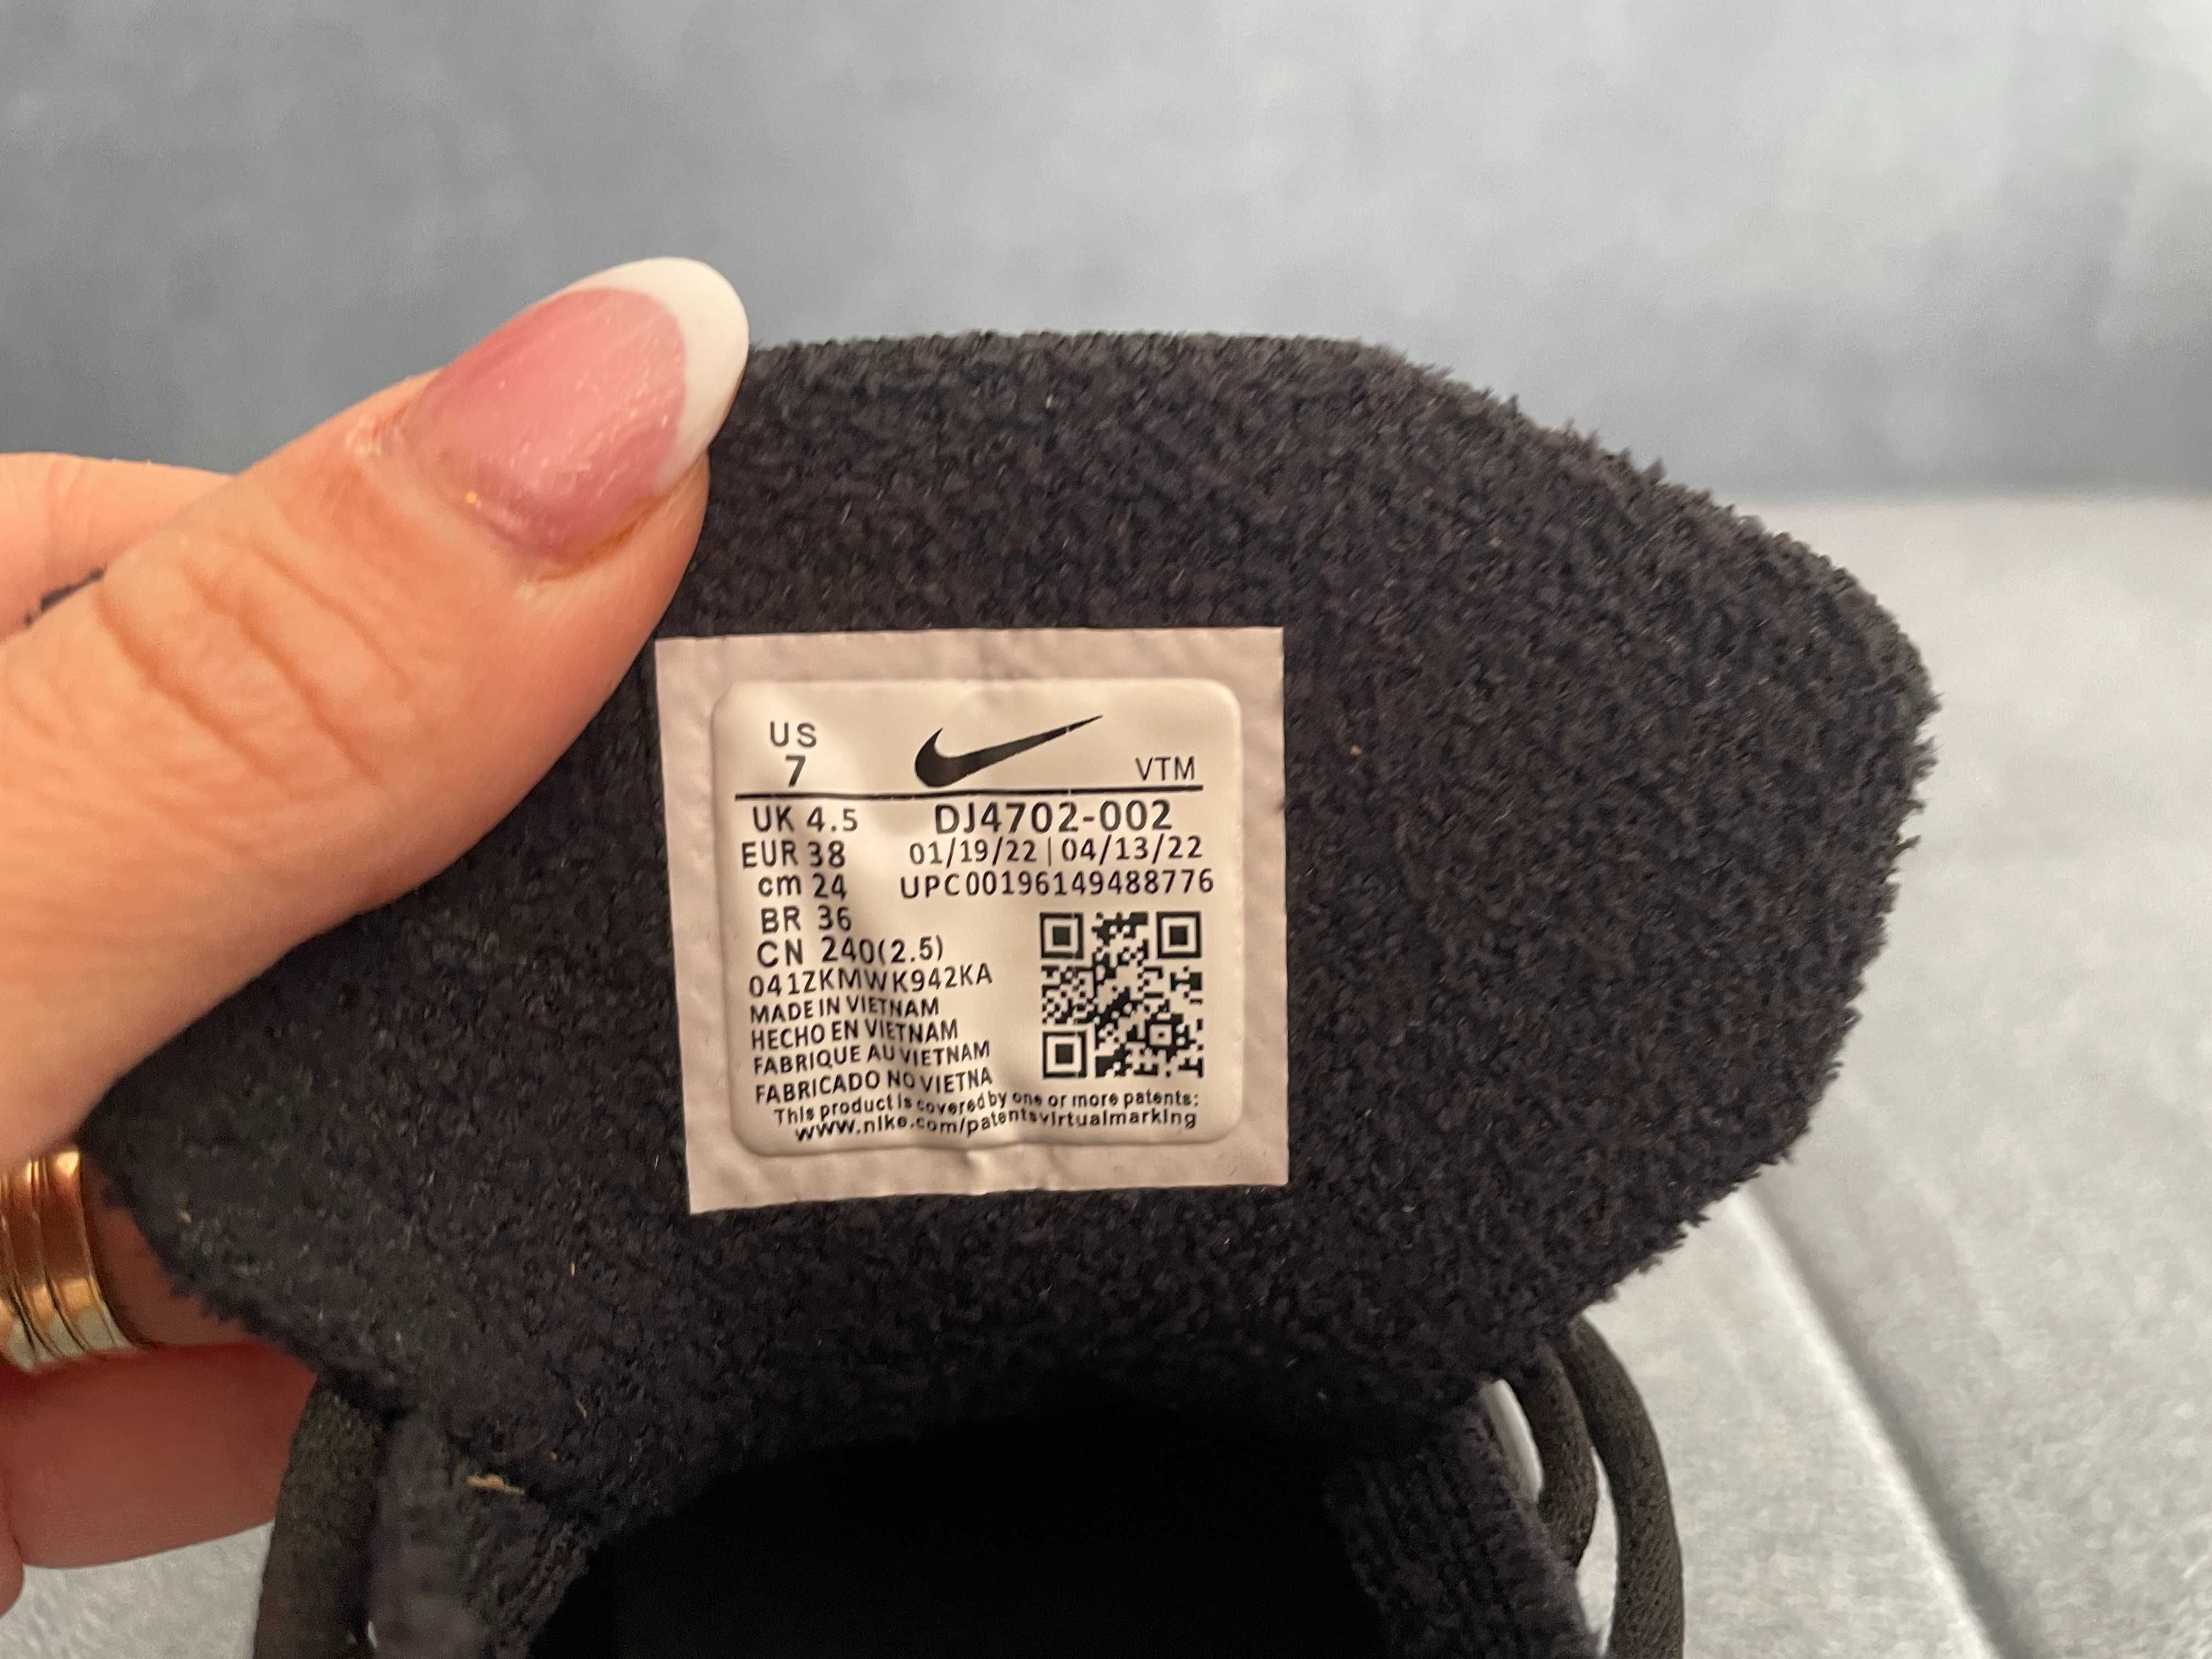 US
7
VTM
UK 4.5 DJ4702-002
EUR 38 01/19/22 | 04/13/22
cm 24 UPC00196149488776
BR 36
CN 240(2.5)
041ZKMWK942KA
MADE IN VIETNAM
HECHO EN VIETNAM
FABRIQUE AU VIETNAM
FABRICADO NO VIETNA
This product is covered by one or more patents:
www.nike.com/patentsvirtualmarking